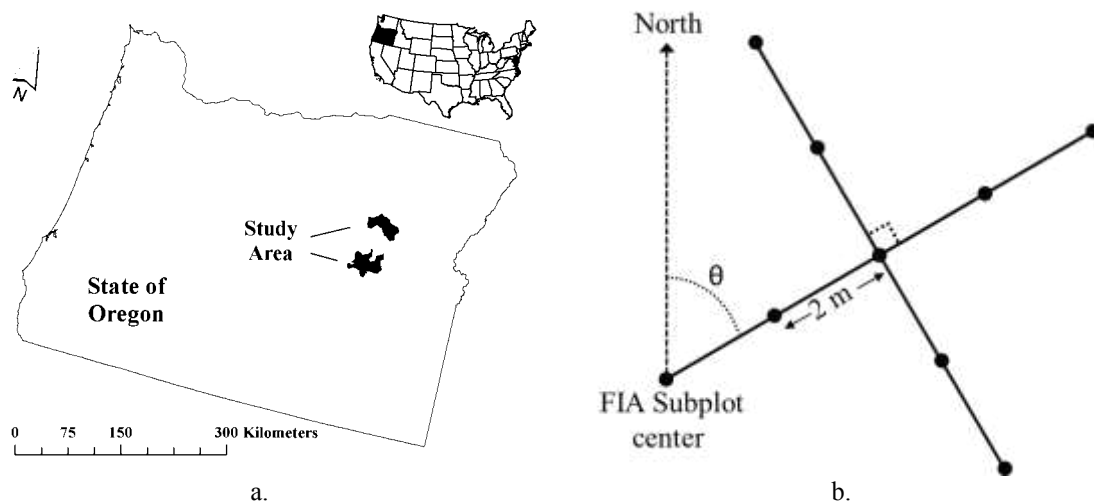 N
Study
Area
State of
Oregon
0 75 150 300 Kilometers
a.
North
θ
2 m
FIA Subplot
center
b.